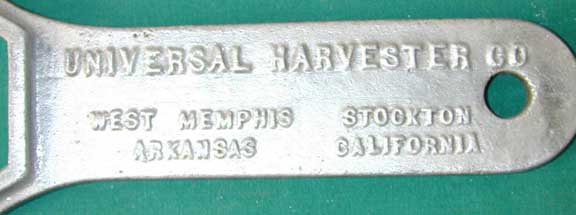 UNIVERSAL HARVESTER CO
WEST MEMPHIS STOCKTON
ARKANSAS CALIFORNIA